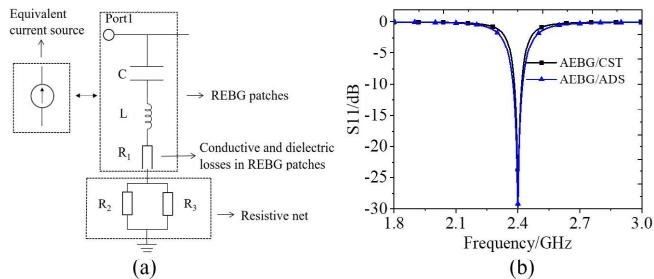 Equivalent
current source
Port1
C
L
R1
R2
R3
REBG patches
Conductive and dielectric
losses in REBG patches
Resistive net
(a)
S11/dB
0
-5
-10
-15
-20
-25
-30
AEBG/CST
AEBG/ADS
1.8
2.1
2.4
2.7
3.0
Frequency/GHz
(b)